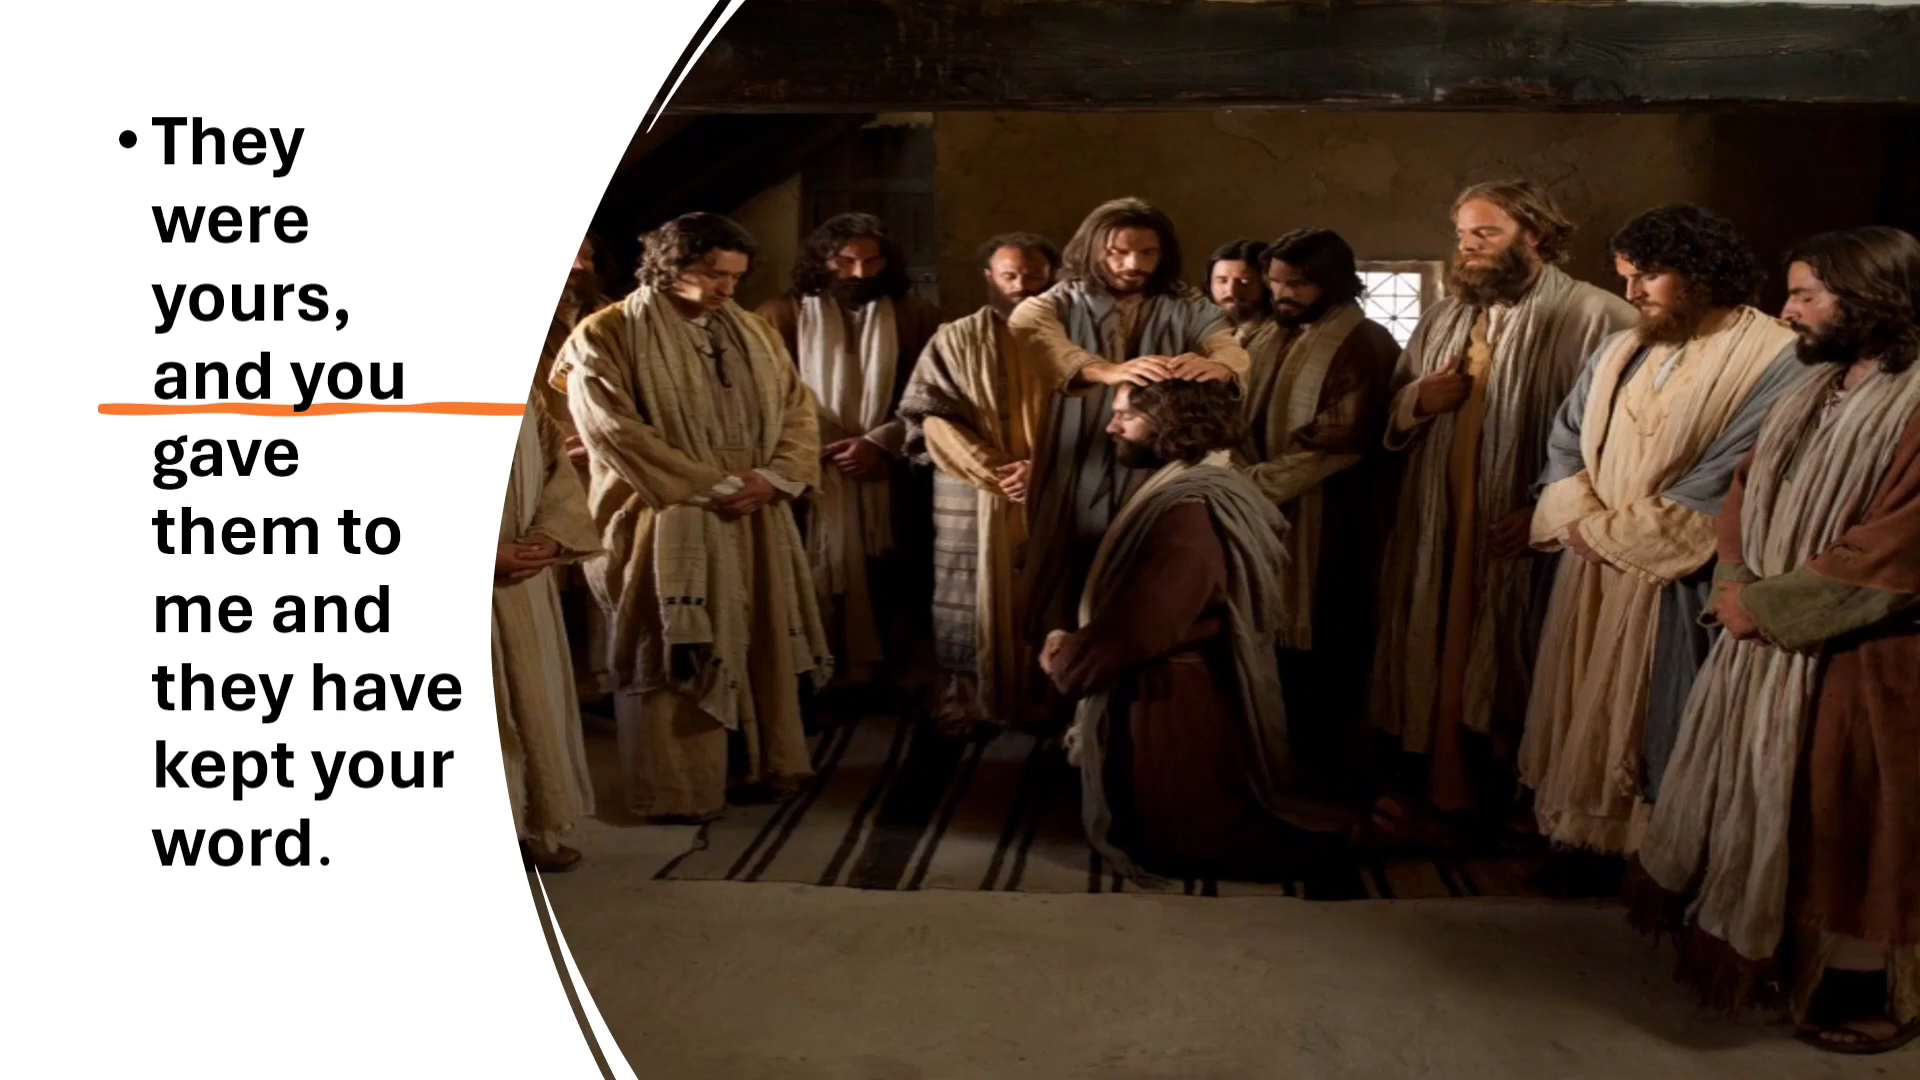 • They
were
yours,
and you
gave
them to
me and
they have
kept your
word.